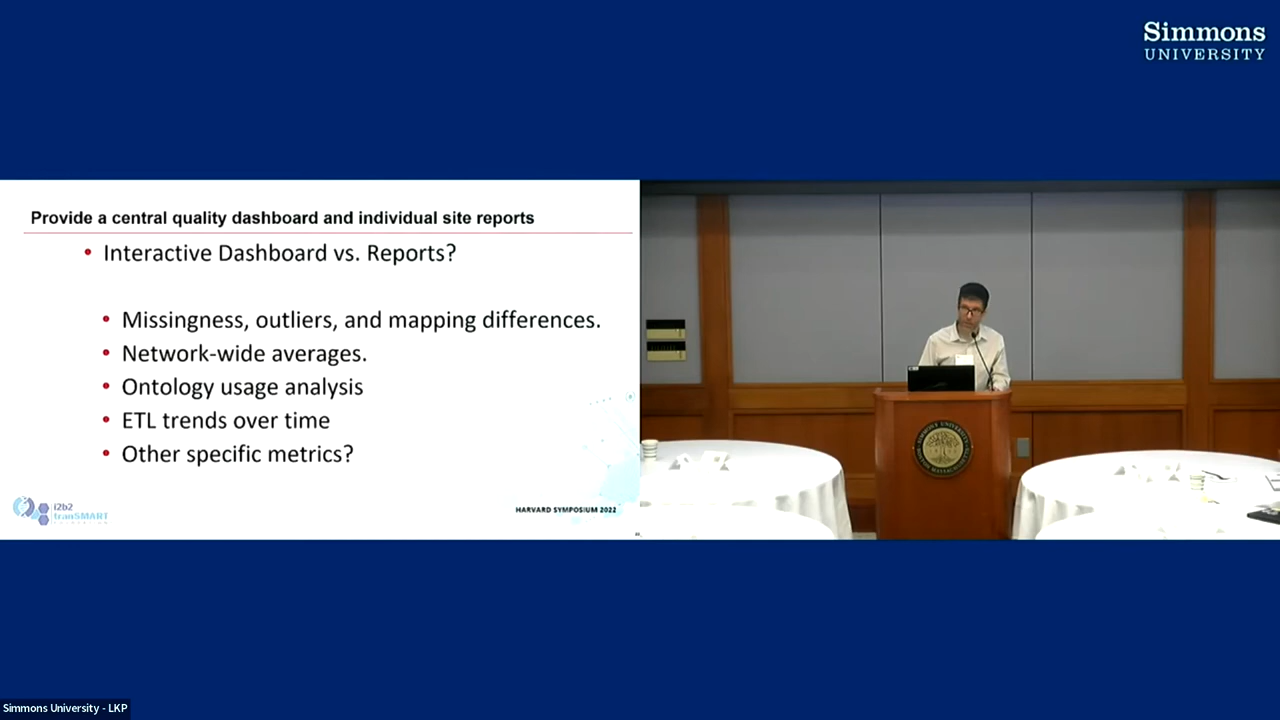 Simmons
UNIVERSITY
Provide a central quality dashboard and individual site reports
• Interactive Dashboard vs. Reports?
• Missingness, outliers, and mapping differences.
• Network-wide averages.
• Ontology usage analysis
• ETL trends over time
• Other specific metrics?
i2b2
tranSMART
HARVARD SYMPOSIUM 2022
Simmons University - LKP